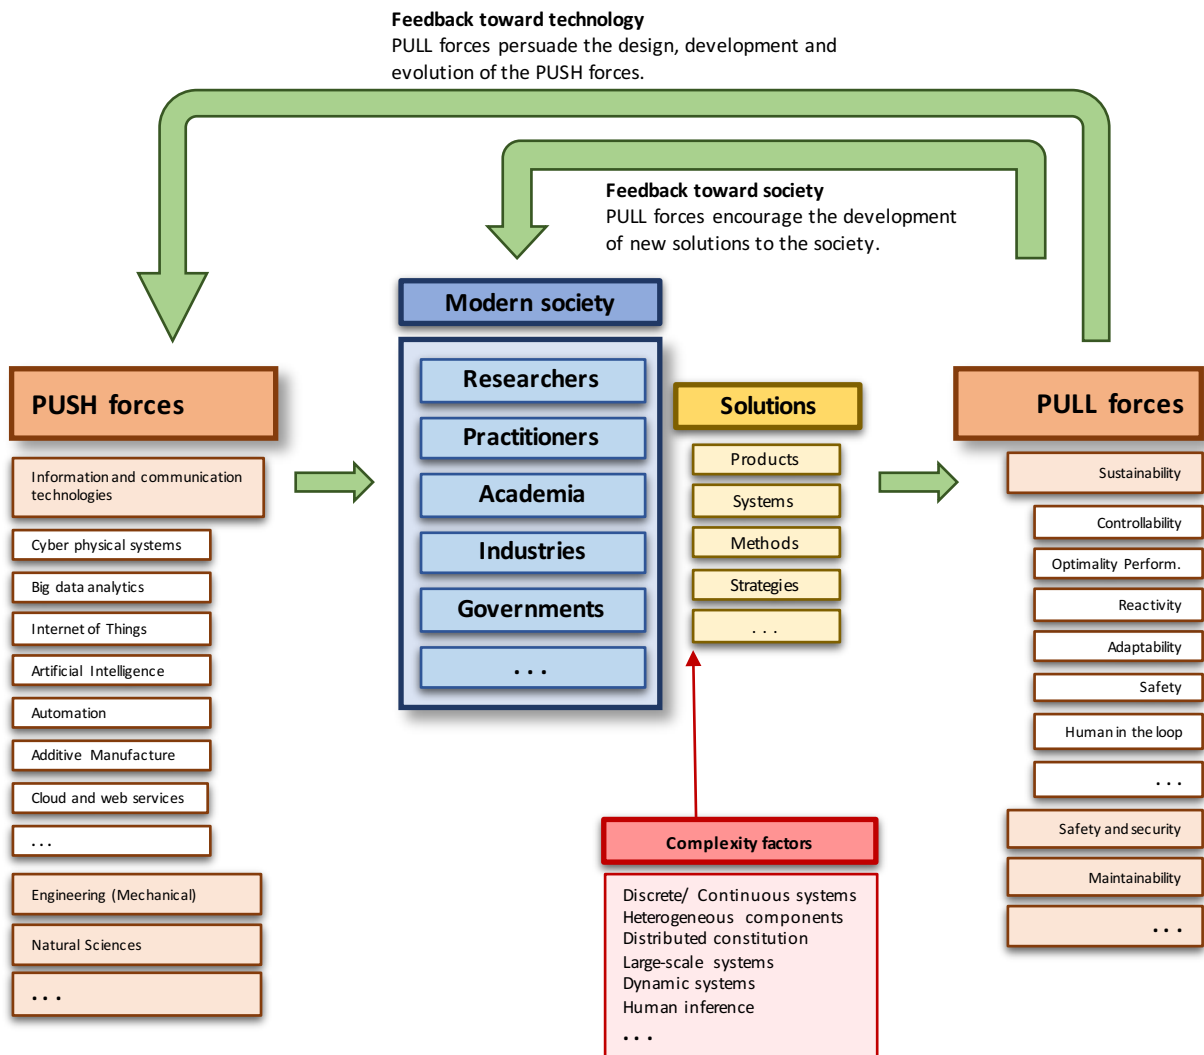 Feedback toward technology
PULL forces persuade the design, development and
evolution of the PUSH forces.
Feedback toward society
PULL forces encourage the development
of new solutions to the society.
PUSH forces
Information and communication
technologies
Cyber physical systems
Big data analytics
Internet of Things
Artificial Intelligence
Automation
Additive Manufacture
Cloud and web services
...
Engineering (Mechanical)
Natural Sciences
...
Modern society
Researchers
Practitioners
Academia
Industries
Governments
...
Solutions
Products
Systems
Methods
Strategies
...
Complexity factors
Discrete/ Continuous systems
Heterogeneous components
Distributed constitution
Large-scale systems
Dynamic systems
Human inference
...
PULL forces
Sustainability
Controllability
Optimality Perform.
Reactivity
Adaptability
Safety
Human in the loop
...
Safety and security
Maintainability
...